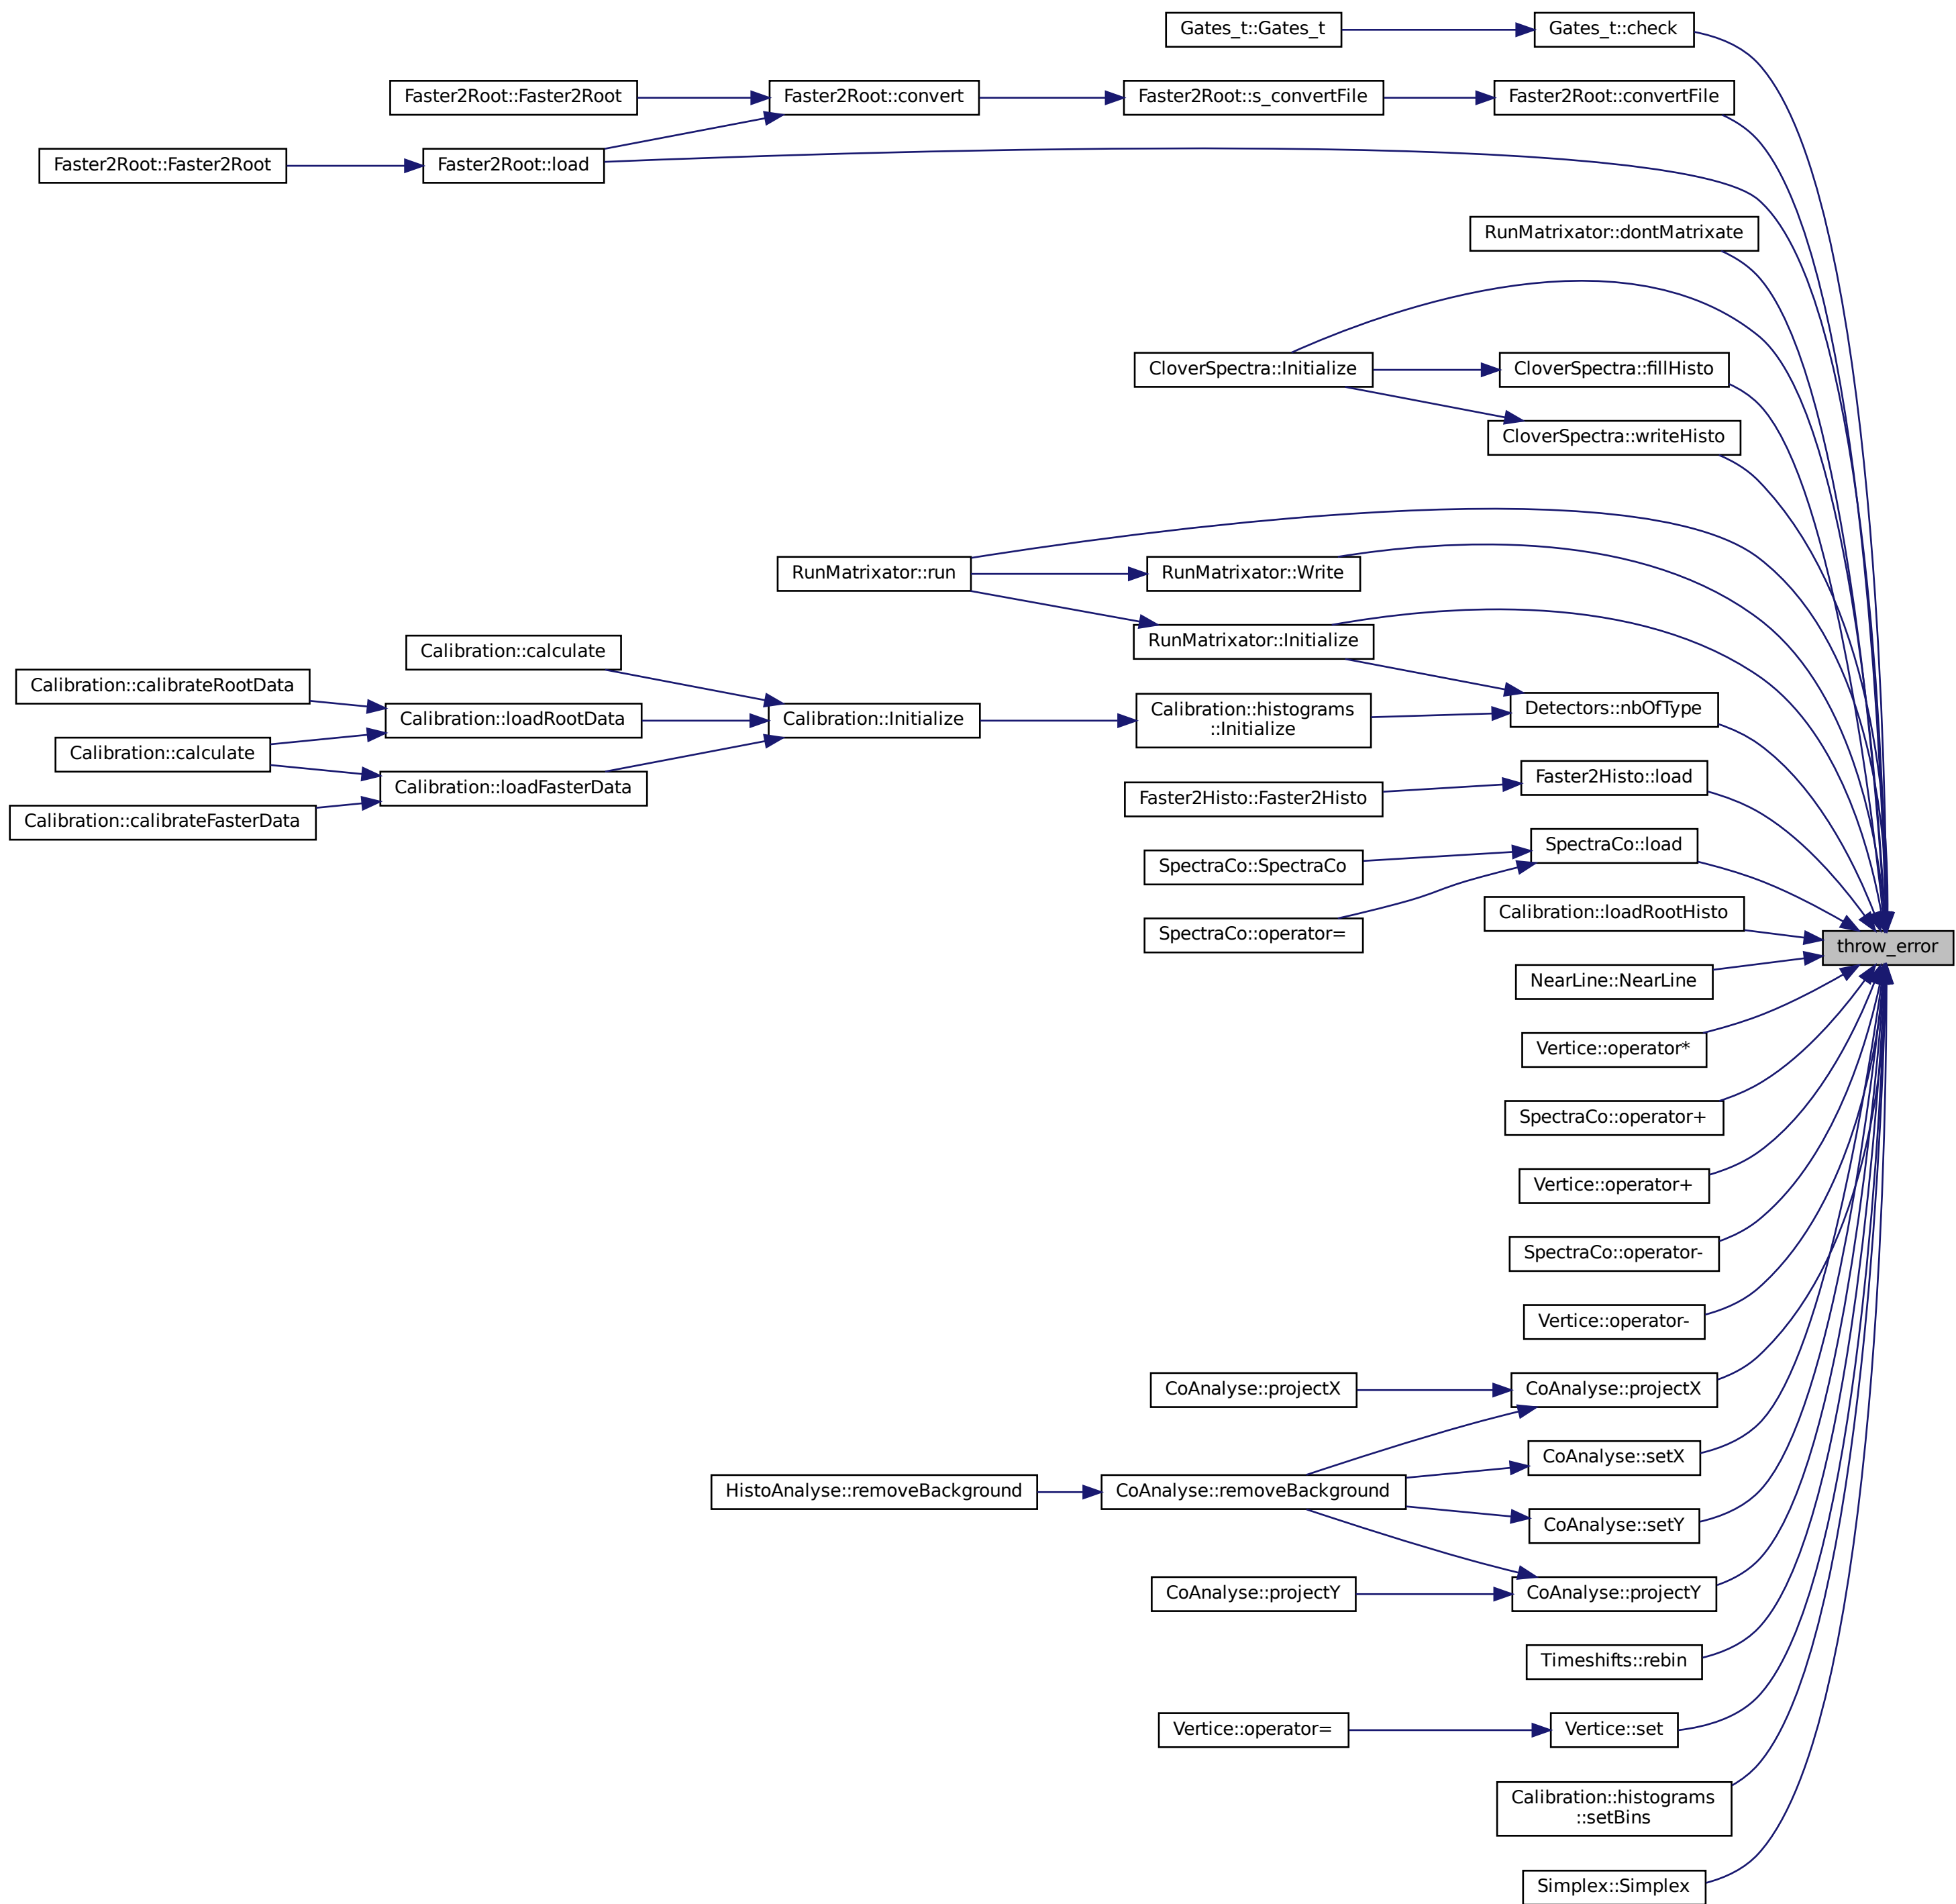 Gates_t::Gates_t
Gates_t::check
Faster2Root::Faster2Root
Faster2Root::convert
Faster2Root::s_convertFile
Faster2Root::convertFile
Faster2Root::Faster2Root
Faster2Root::load
RunMatrixator::dontMatrixate
CloverSpectra::Initialize
CloverSpectra::fillHisto
CloverSpectra::writeHisto
RunMatrixator::run
RunMatrixator::Write
RunMatrixator::Initialize
Calibration::calculate
Calibration::calibrateRootData
Calibration::loadRootData
Calibration::Initialize
Calibration::histograms
::Initialize
Detectors::nbOfType
Calibration::calculate
Calibration::loadFasterData
Calibration::calibrateFasterData
Faster2Histo::Faster2Histo
Faster2Histo::load
SpectraCo::SpectraCo
SpectraCo::load
SpectraCo::operator=
Calibration::loadRootHisto
throw_error
NearLine::NearLine
Vertice::operator*
SpectraCo::operator+
Vertice::operator+
SpectraCo::operator-
Vertice::operator-
CoAnalyse::projectX
CoAnalyse::projectX
CoAnalyse::setX
HistoAnalyse::removeBackground
CoAnalyse::removeBackground
CoAnalyse::setY
CoAnalyse::projectY
CoAnalyse::projectY
Timeshifts::rebin
Vertice::operator=
Vertice::set
Calibration::histograms
::setBins
Simplex::Simplex